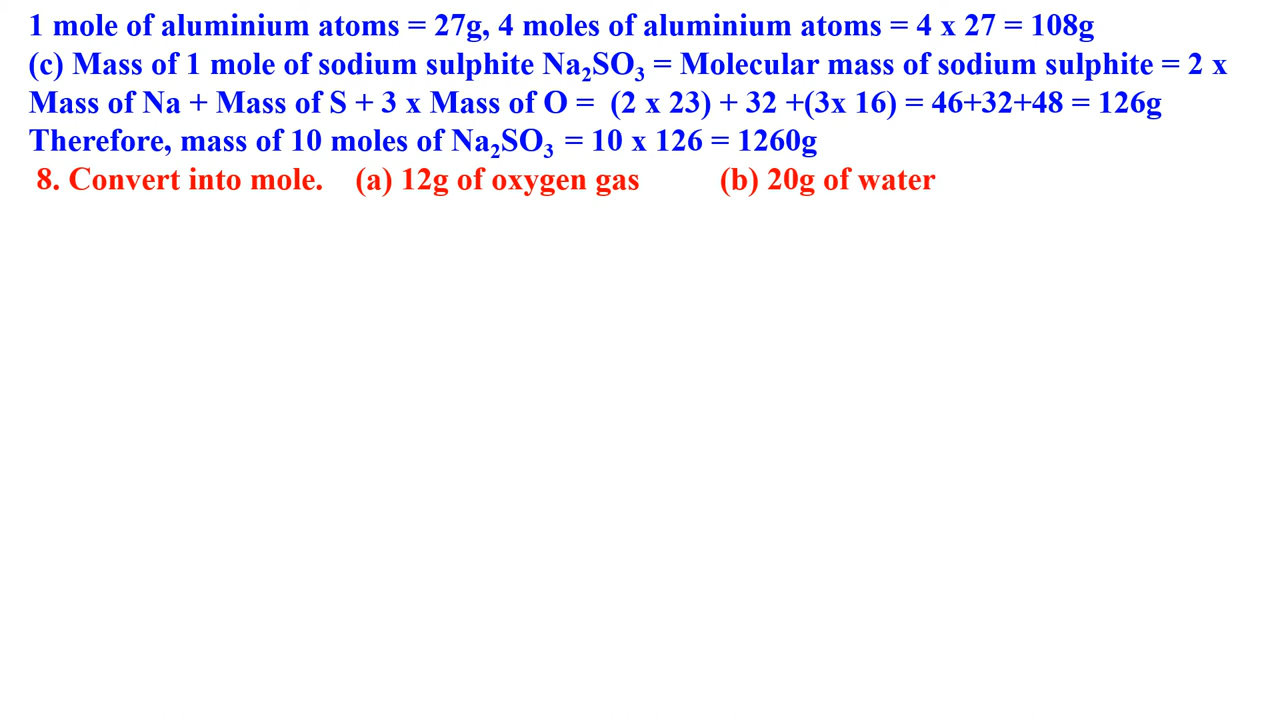 1 mole of aluminium atoms = 27g, 4 moles of aluminium atoms = 4 x 27 = 108g
(c) Mass of 1 mole of sodium sulphite Na₂SO₃ = Molecular mass of sodium sulphite = 2 x
Mass of Na + Mass of S + 3 x Mass of O = (2 x 23) + 32 +(3x 16) = 46+32+48 = 126g
Therefore, mass of 10 moles of Na₂SO₃ = 10 x 126 = 1260g
8. Convert into mole. (a) 12g of oxygen gas (b) 20g of water